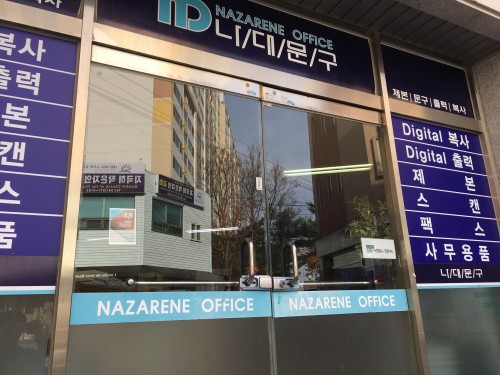 NAZARENE OFFICE
나/대/문/구
복사
출력
본
캔
스
품
제본 | 문구 | 출력 | 복사
Digital 복사
Digital 출력
제 본
스 캔
팩 스
사무용품
나/대/문/구
NAZARENE OFFICE
NAZARENE OFFICE